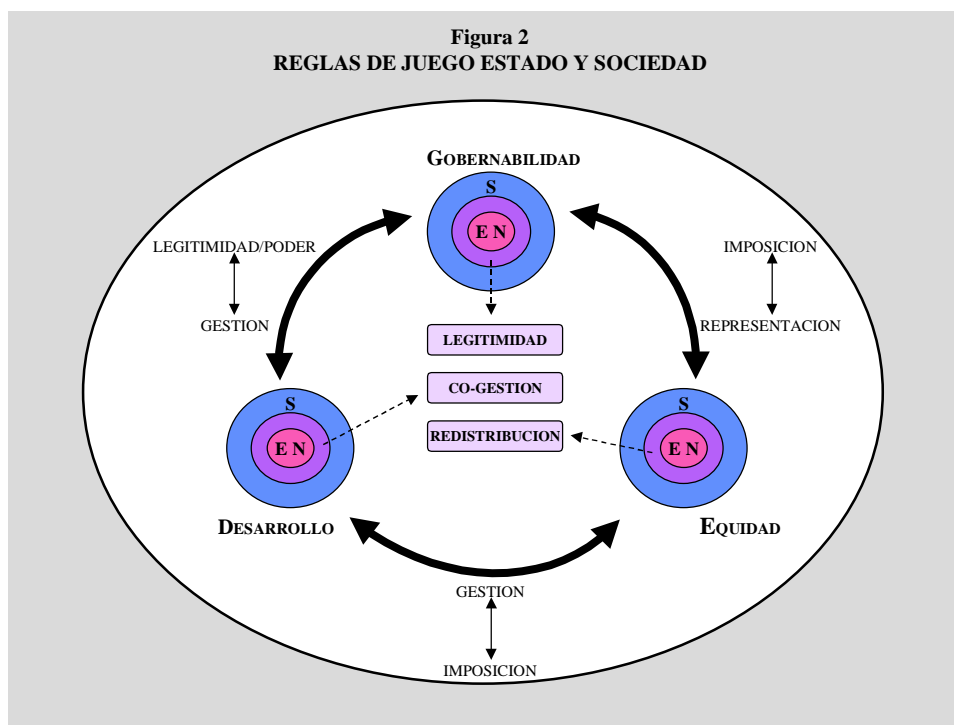 Figura 2
REGLAS DE JUEGO ESTADO Y SOCIEDAD
GOBERNABILIDAD
S
E N
LEGITIMIDAD/PODER
GESTION
IMPOSICION
REPRESENTACION
LEGITIMIDAD
CO-GESTION
REDISTRIBUCION
S
E N
DESARROLLO
S
E N
EQUIDAD
GESTION
IMPOSICION